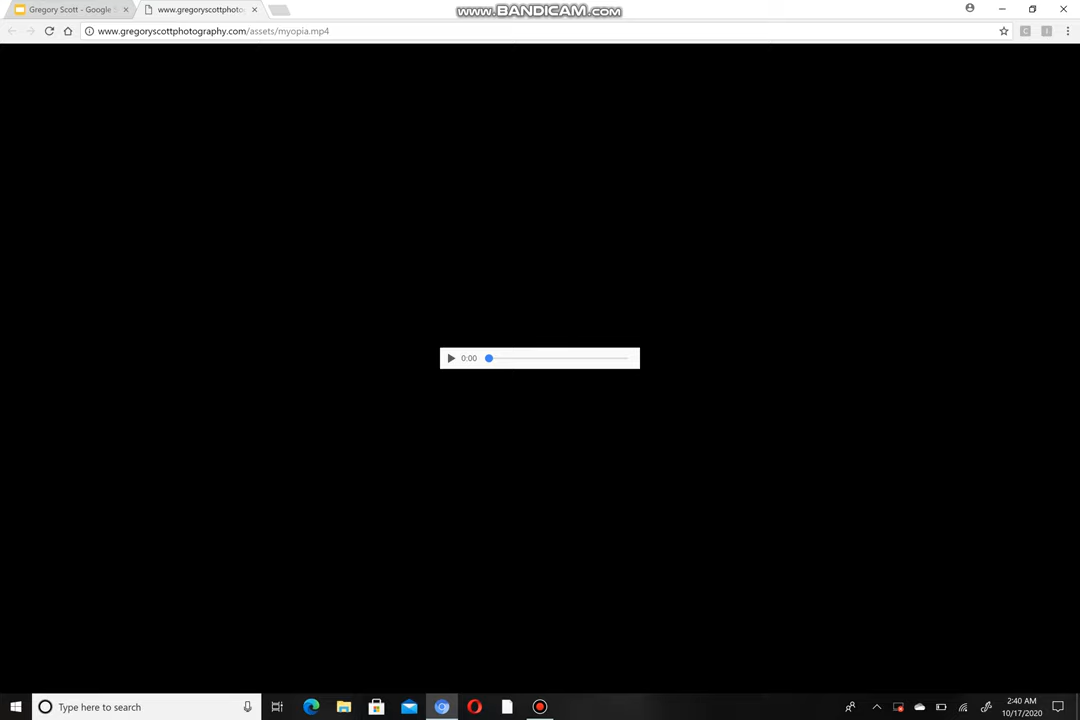 Gregory Scott - Google S
www.gregoryscottphoto
www.BANDICAM.com
www.gregoryscottphotography.com/assets/myopia.mp4
0:00
Type here to search
2:40 AM
10/17/2020